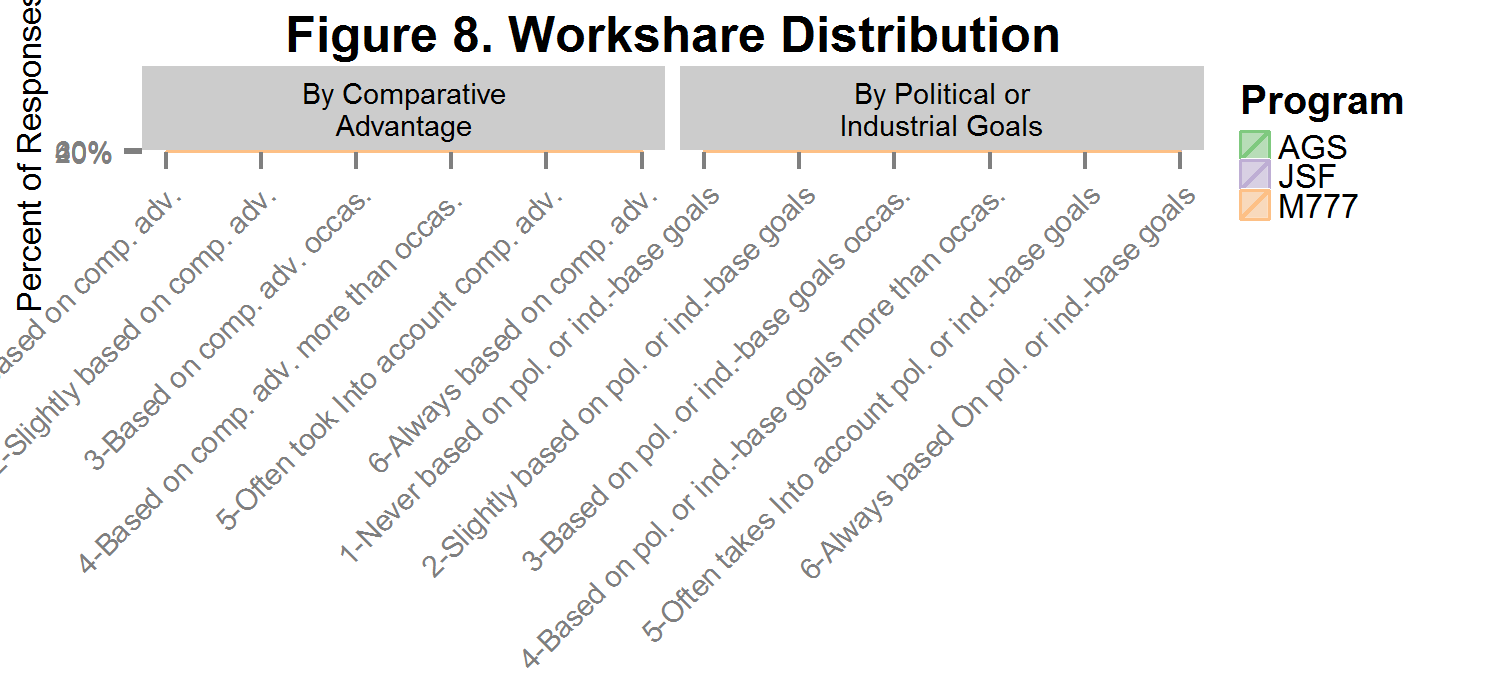 Figure 8. Workshare Distribution
Percent of Responses
By Comparative
Advantage
By Political or
Industrial Goals
Program
AGS
JSF
M777
based on comp. adv.
2-Slightly based on comp. adv.
3-Based on comp. adv. occas.
4-Based on comp. adv. more than occas.
5-Often took Into account comp. adv.
6-Always based on comp. adv.
1-Never based on pol. or ind.-base goals
2-Slightly based on pol. or ind.-base goals
3-Based on pol. or ind.-base goals occas.
4-Based on pol. or ind.-base goals more than occas.
5-Often takes Into account pol. or ind.-base goals
6-Always based On pol. or ind.-base goals